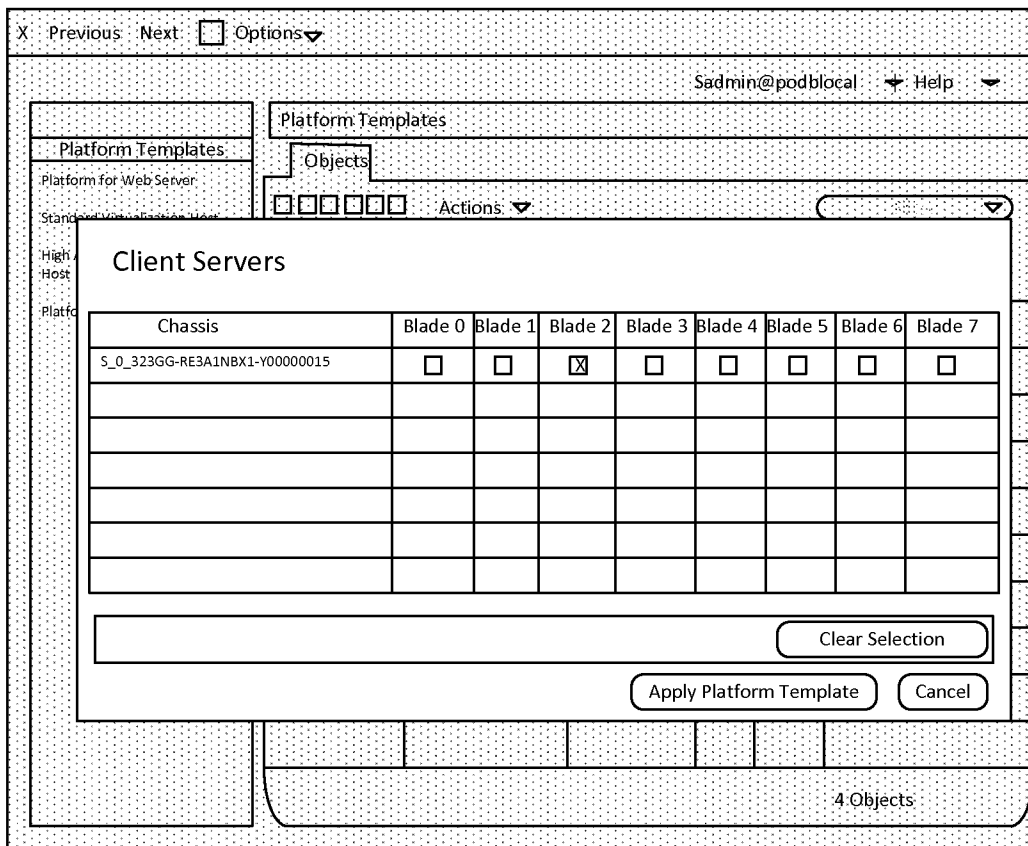 X Previous Next Options
Sadmin@podblocal Help
Platform Templates
Platform Templates
Objects
Platform for Web Server
Actions
Standard Virtualization Host
High
Host
Client Servers
Chassis Blade 0 Blade 1 Blade 2 Blade 3 Blade 4 Blade 5 Blade 6 Blade 7
S_0_323GG-RE3A1NBX1-Y00000015 X
Clear Selection
Apply Platform Template Cancel
4 Objects